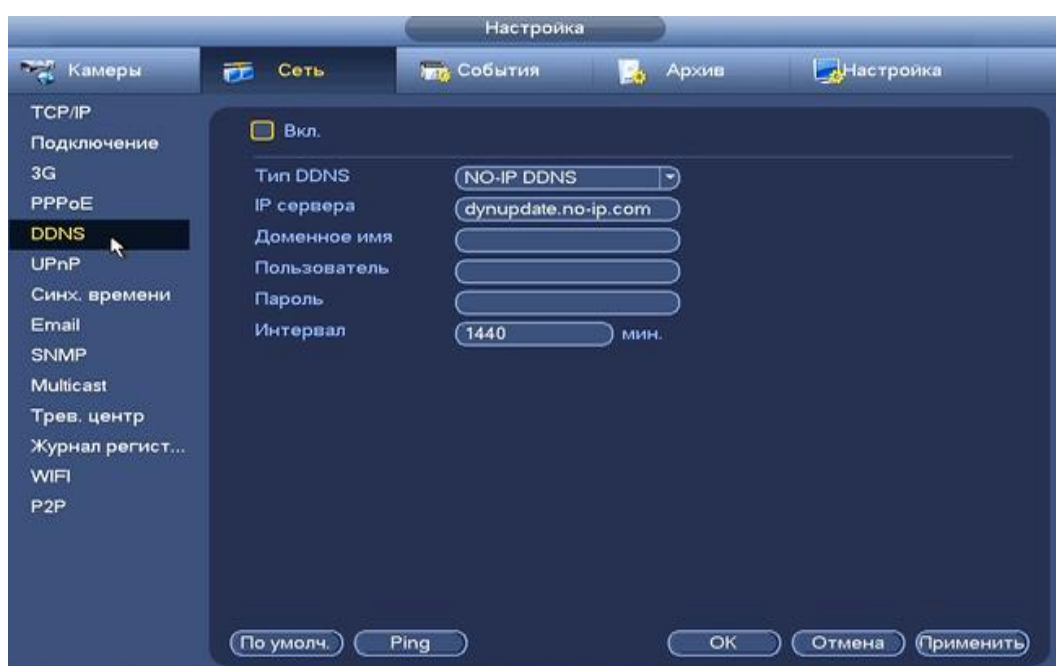 Настройка
Камеры Сеть События Архив Настройка
TCP/IP
Подключение
3G
PPPoE
DDNS
UPnP
Синх. времени
Email
SNMP
Multicast
Трев. центр
Журнал регист...
WIFI
P2P
Вкл.
Тип DDNS NO-IP DDNS
IP сервера dynupdate.no-ip.com
Доменное имя
Пользователь
Пароль
Интервал 1440 мин.
По умолч. Ping OK Отмена Применить